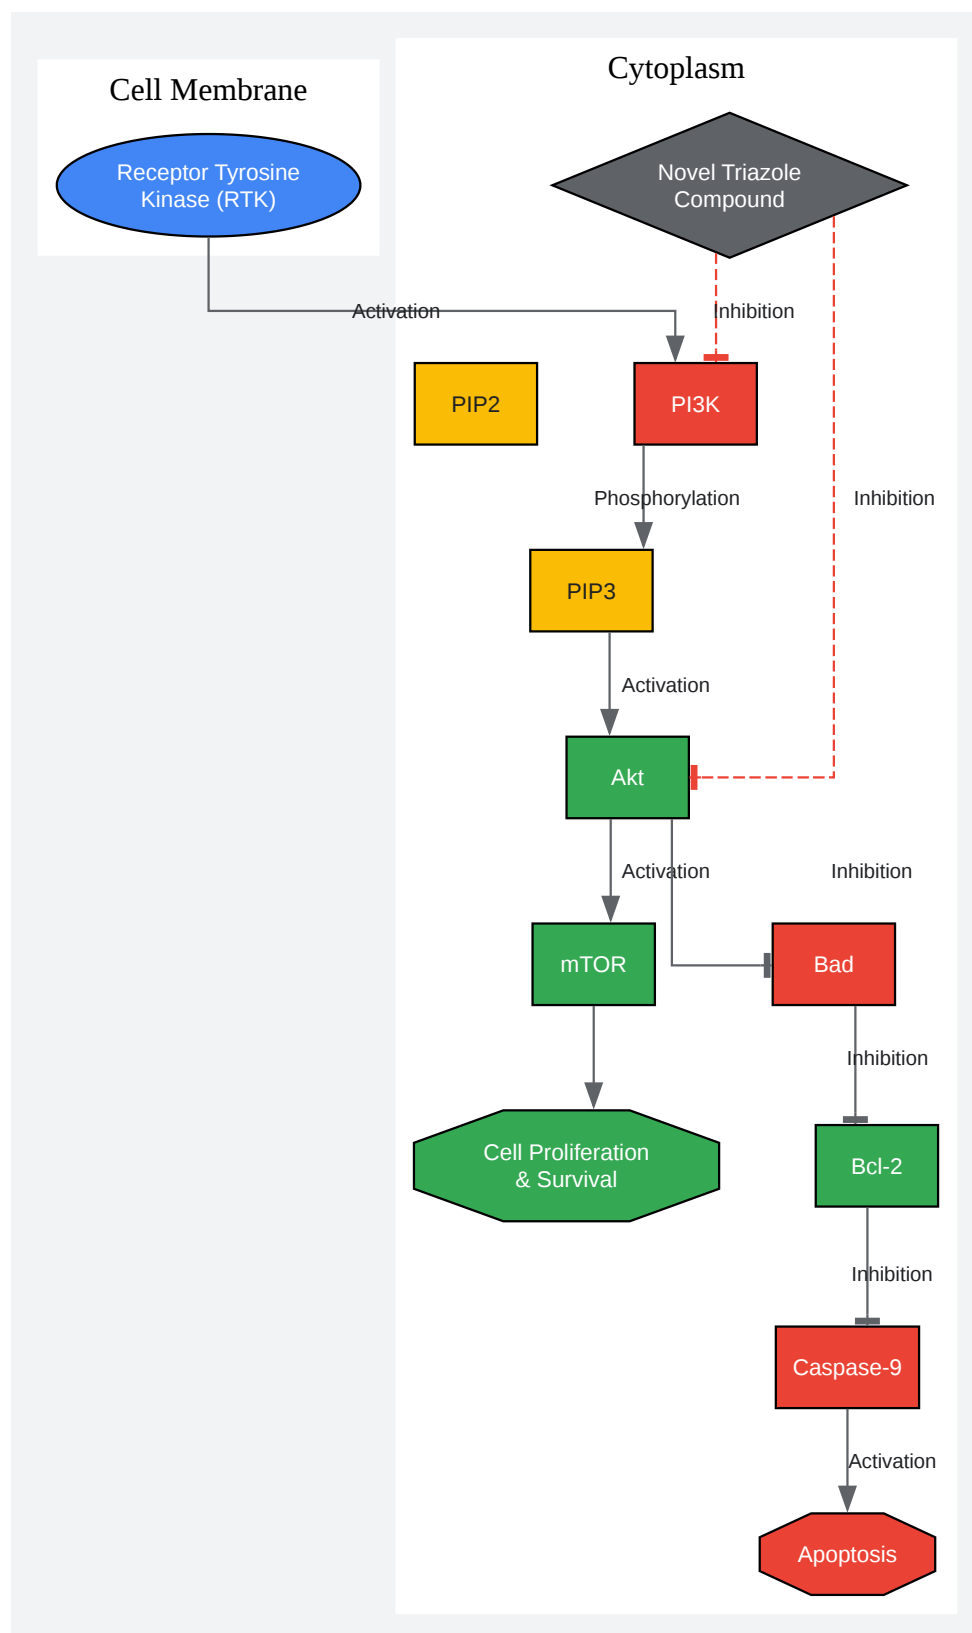 Cell Membrane
Cytoplasm
Receptor Tyrosine
Kinase (RTK)
Novel Triazole
Compound
Activation
Inhibition
PIP2
PI3K
Phosphorylation
Inhibition
PIP3
Activation
Akt
Activation
Inhibition
mTOR
Bad
Inhibition
Cell Proliferation
& Survival
Bcl-2
Inhibition
Caspase-9
Activation
Apoptosis